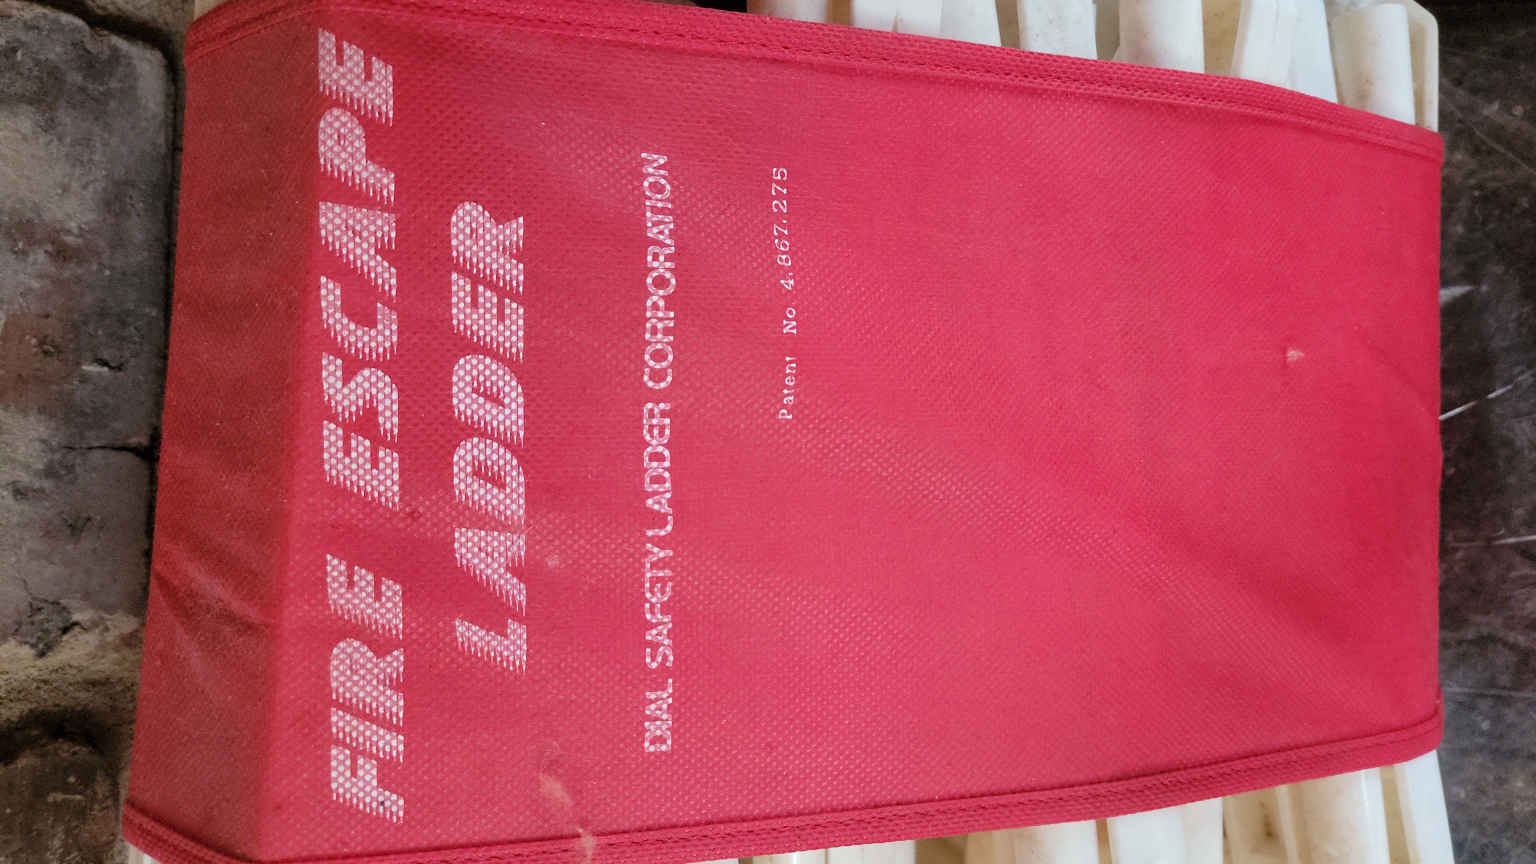 FIRE ESCAPE
LADDER
DIAL SAFETY LADDER CORPORATION
Patent No. 4,867,275